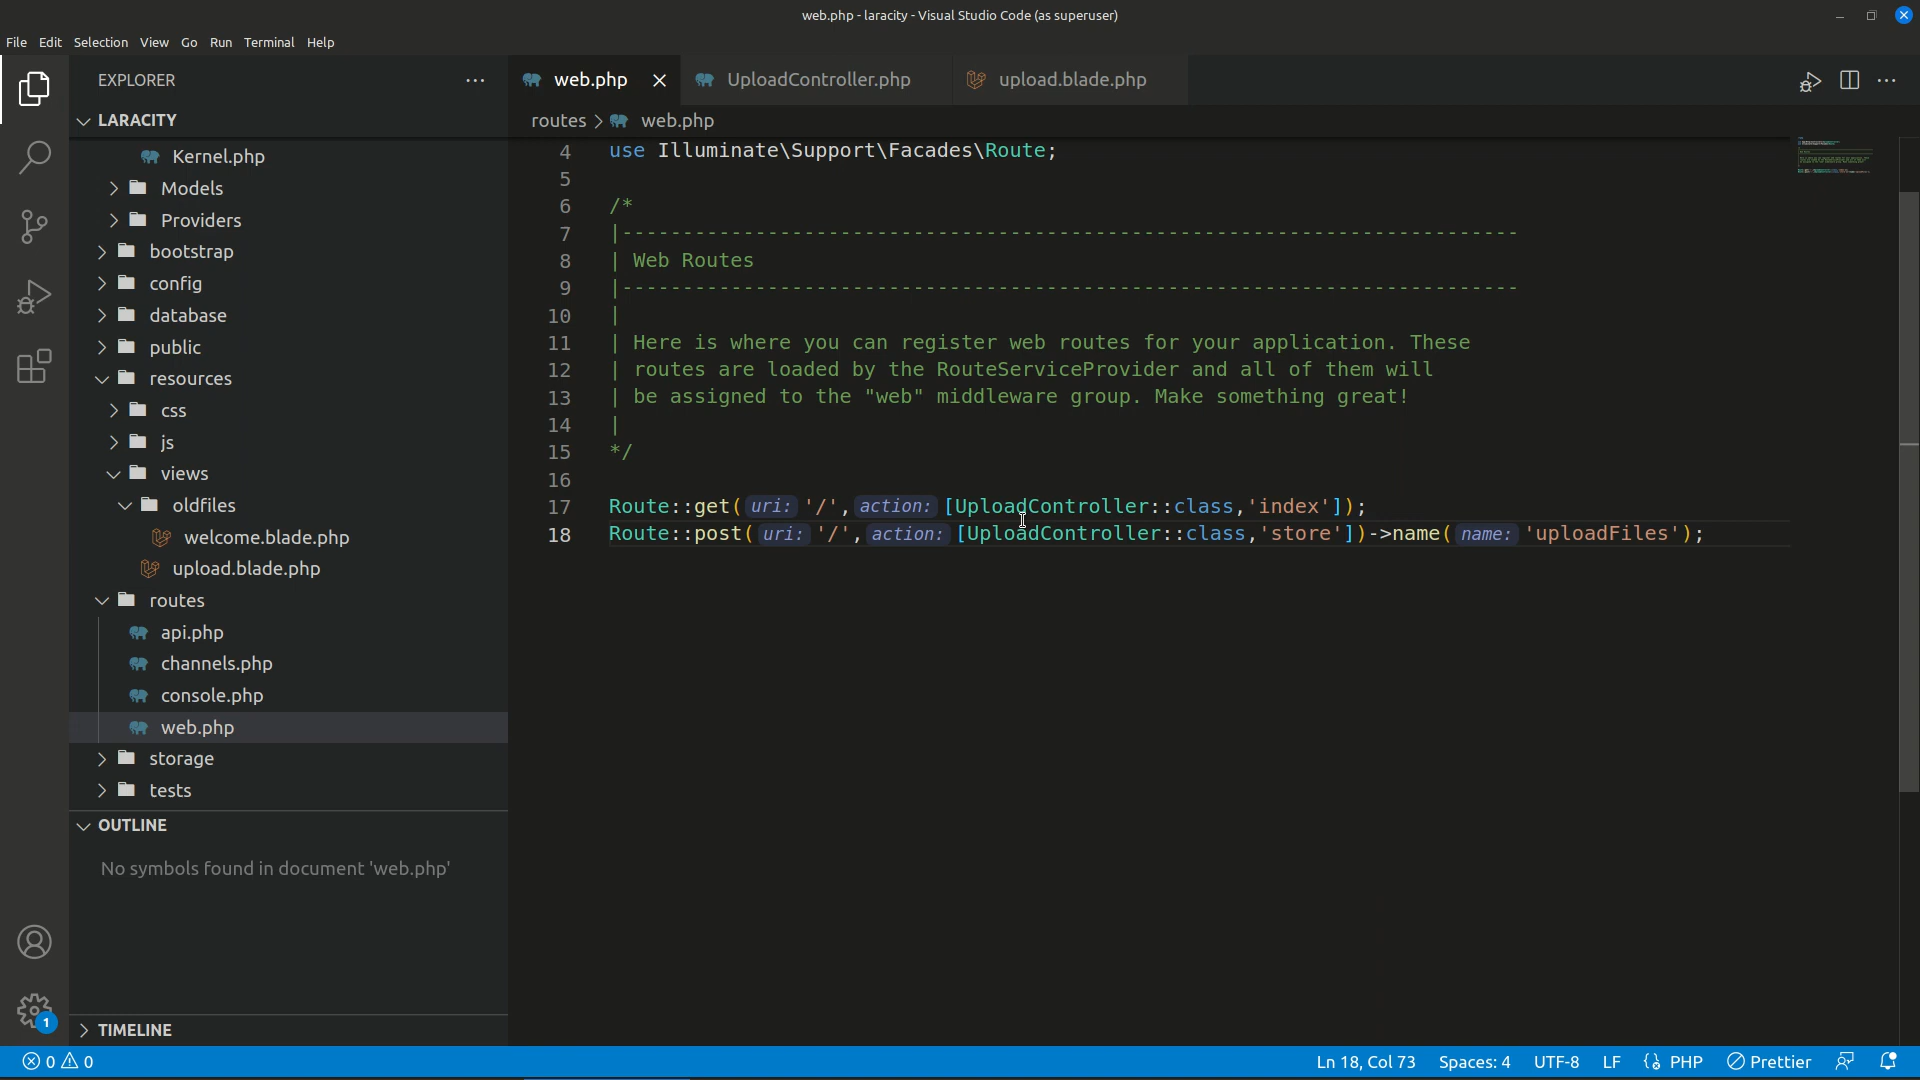 web.php - laracity - Visual Studio Code (as superuser)
File Edit Selection View Go Run Terminal Help
EXPLORER
LARACITY
Kernel.php
Models
Providers
bootstrap
config
database
public
resources
css
js
views
oldfiles
welcome.blade.php
upload.blade.php
routes
api.php
channels.php
console.php
web.php
storage
tests
OUTLINE
No symbols found in document 'web.php'
TIMELINE
1
web.php UploadController.php upload.blade.php
routes > web.php
4 use Illuminate\Support\Facades\Route;
5
6 /*
7 |--------------------------------------------------------------------------
8 | Web Routes
9 |--------------------------------------------------------------------------
10 |
11 | Here is where you can register web routes for your application. These
12 | routes are loaded by the RouteServiceProvider and all of them will
13 | be assigned to the "web" middleware group. Make something great!
14 |
15 */
16
17 Route::get( uri: '/', action: [UploadController::class,'index']);
18 Route::post( uri: '/', action: [UploadController::class,'store'])->name( name: 'uploadFiles');
0 0 Ln 18, Col 73 Spaces: 4 UTF-8 LF PHP Prettier